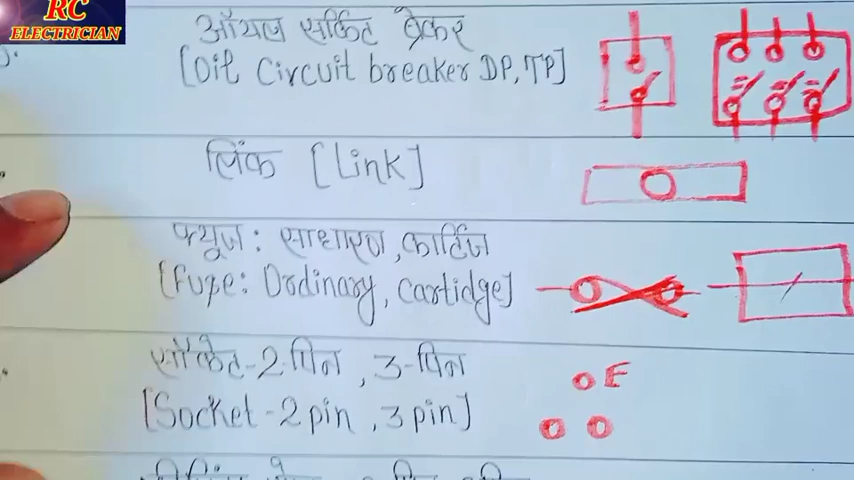 RC
ELECTRICIAN
ऑयल सर्किट ब्रेकर
[Oil Circuit breaker DP, TP]
लिंक [Link]
फ्यूज : साधारण, कार्टिज
[Fuze: Ordinary, Cartidge]
सॉकेट-2 पिन, 3-पिन
[Socket-2 pin, 3 pin]
E